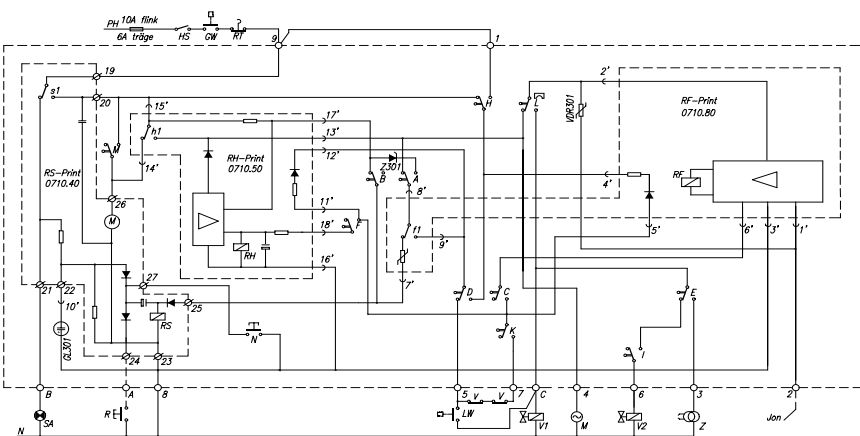 PH 10A flink
6A träge
HS GW RT
9 1
19
s1
20
15'
17'
2'
H
L
VDR301
RF-Print
0710.80
h1
13'
12'
M
RS-Print
0710.40
14'
RH-Print
0710.50
Z301
B A
8'
4'
RF
26
M
11'
18'
F
f1
9'
5'
6' 3' 1'
RH
16'
7'
21 22
27
25
10'
RS
D C E
GL301
N
K
I
24 23
B A 8 5 7 C 4 6 3 2
SA
R
LW
V V
V1
M
V2
Z
Jon
N